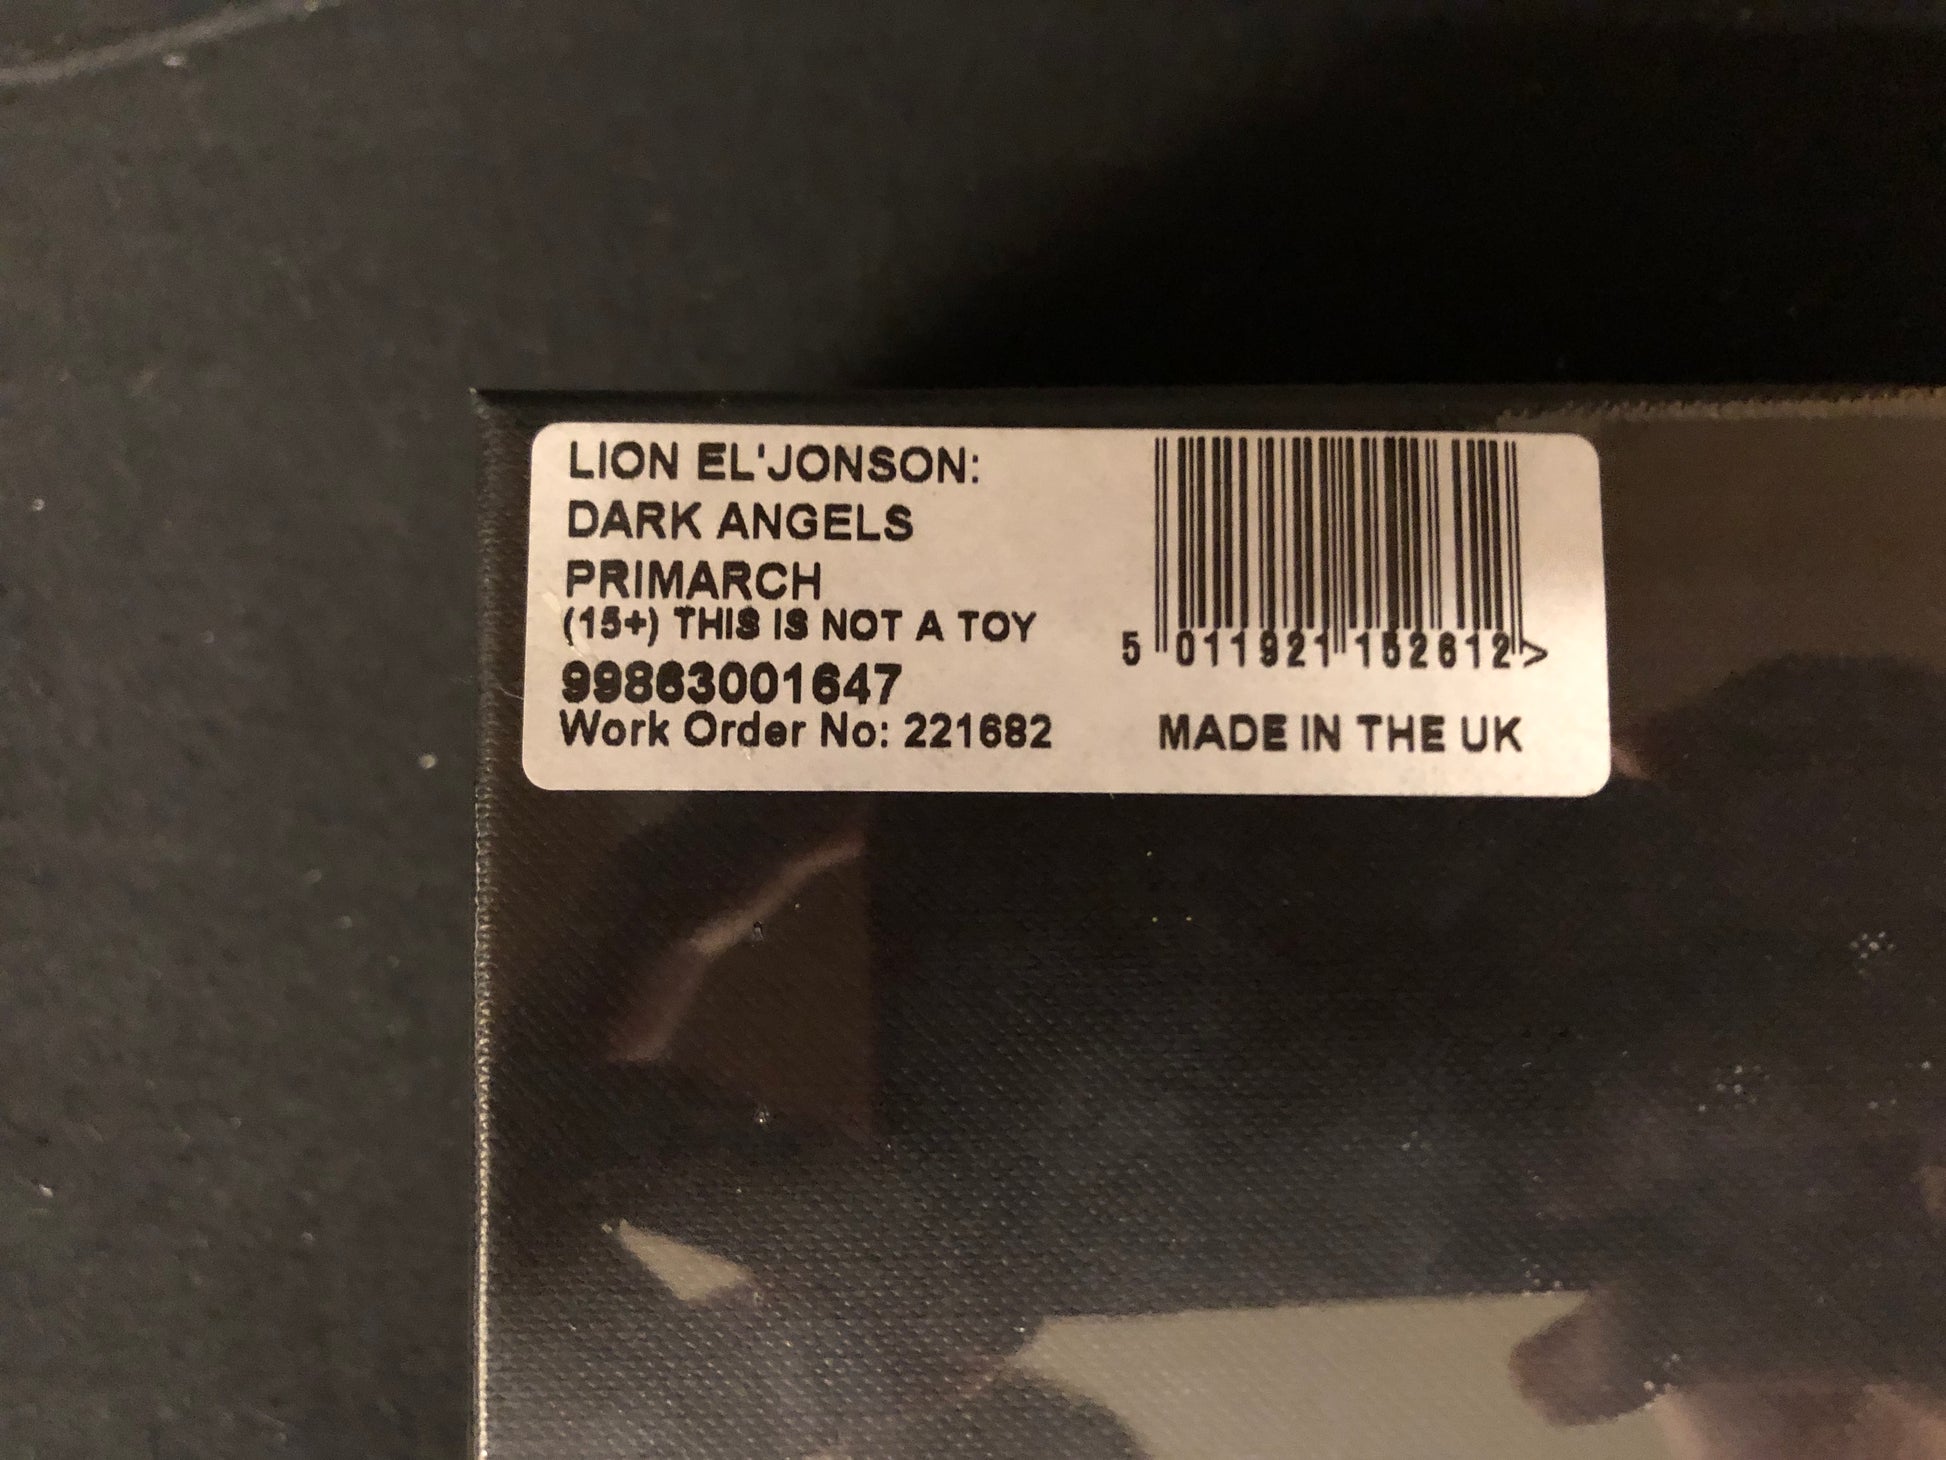 LION EL'JONSON:
DARK ANGELS
PRIMARCH
(15+) THIS IS NOT A TOY
99863001647
Work Order No: 221682
5 011921 152612 >
MADE IN THE UK